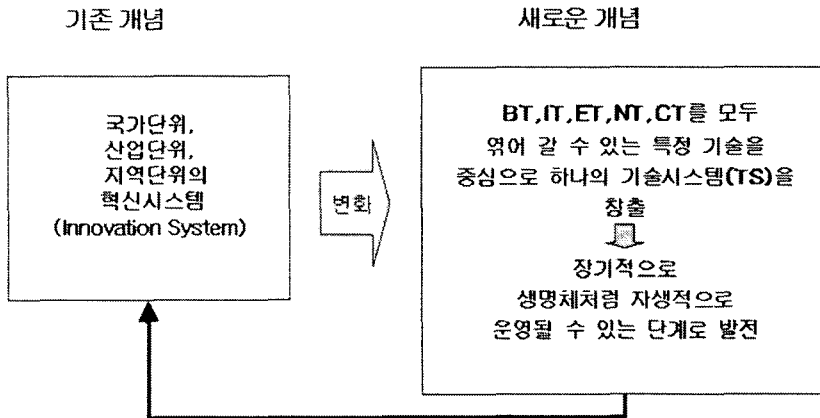 기존 개념
새로운 개념
국가단위,
산업단위,
지역단위의
혁신시스템
(Innovation System)
변화
BT,IT,ET,NT,CT를 모두
엮어 갈 수 있는 특정 기술을
중심으로 하나의 기술시스템(TS)을
창출
장기적으로
생명체처럼 자생적으로
운영될 수 있는 단계로 발전